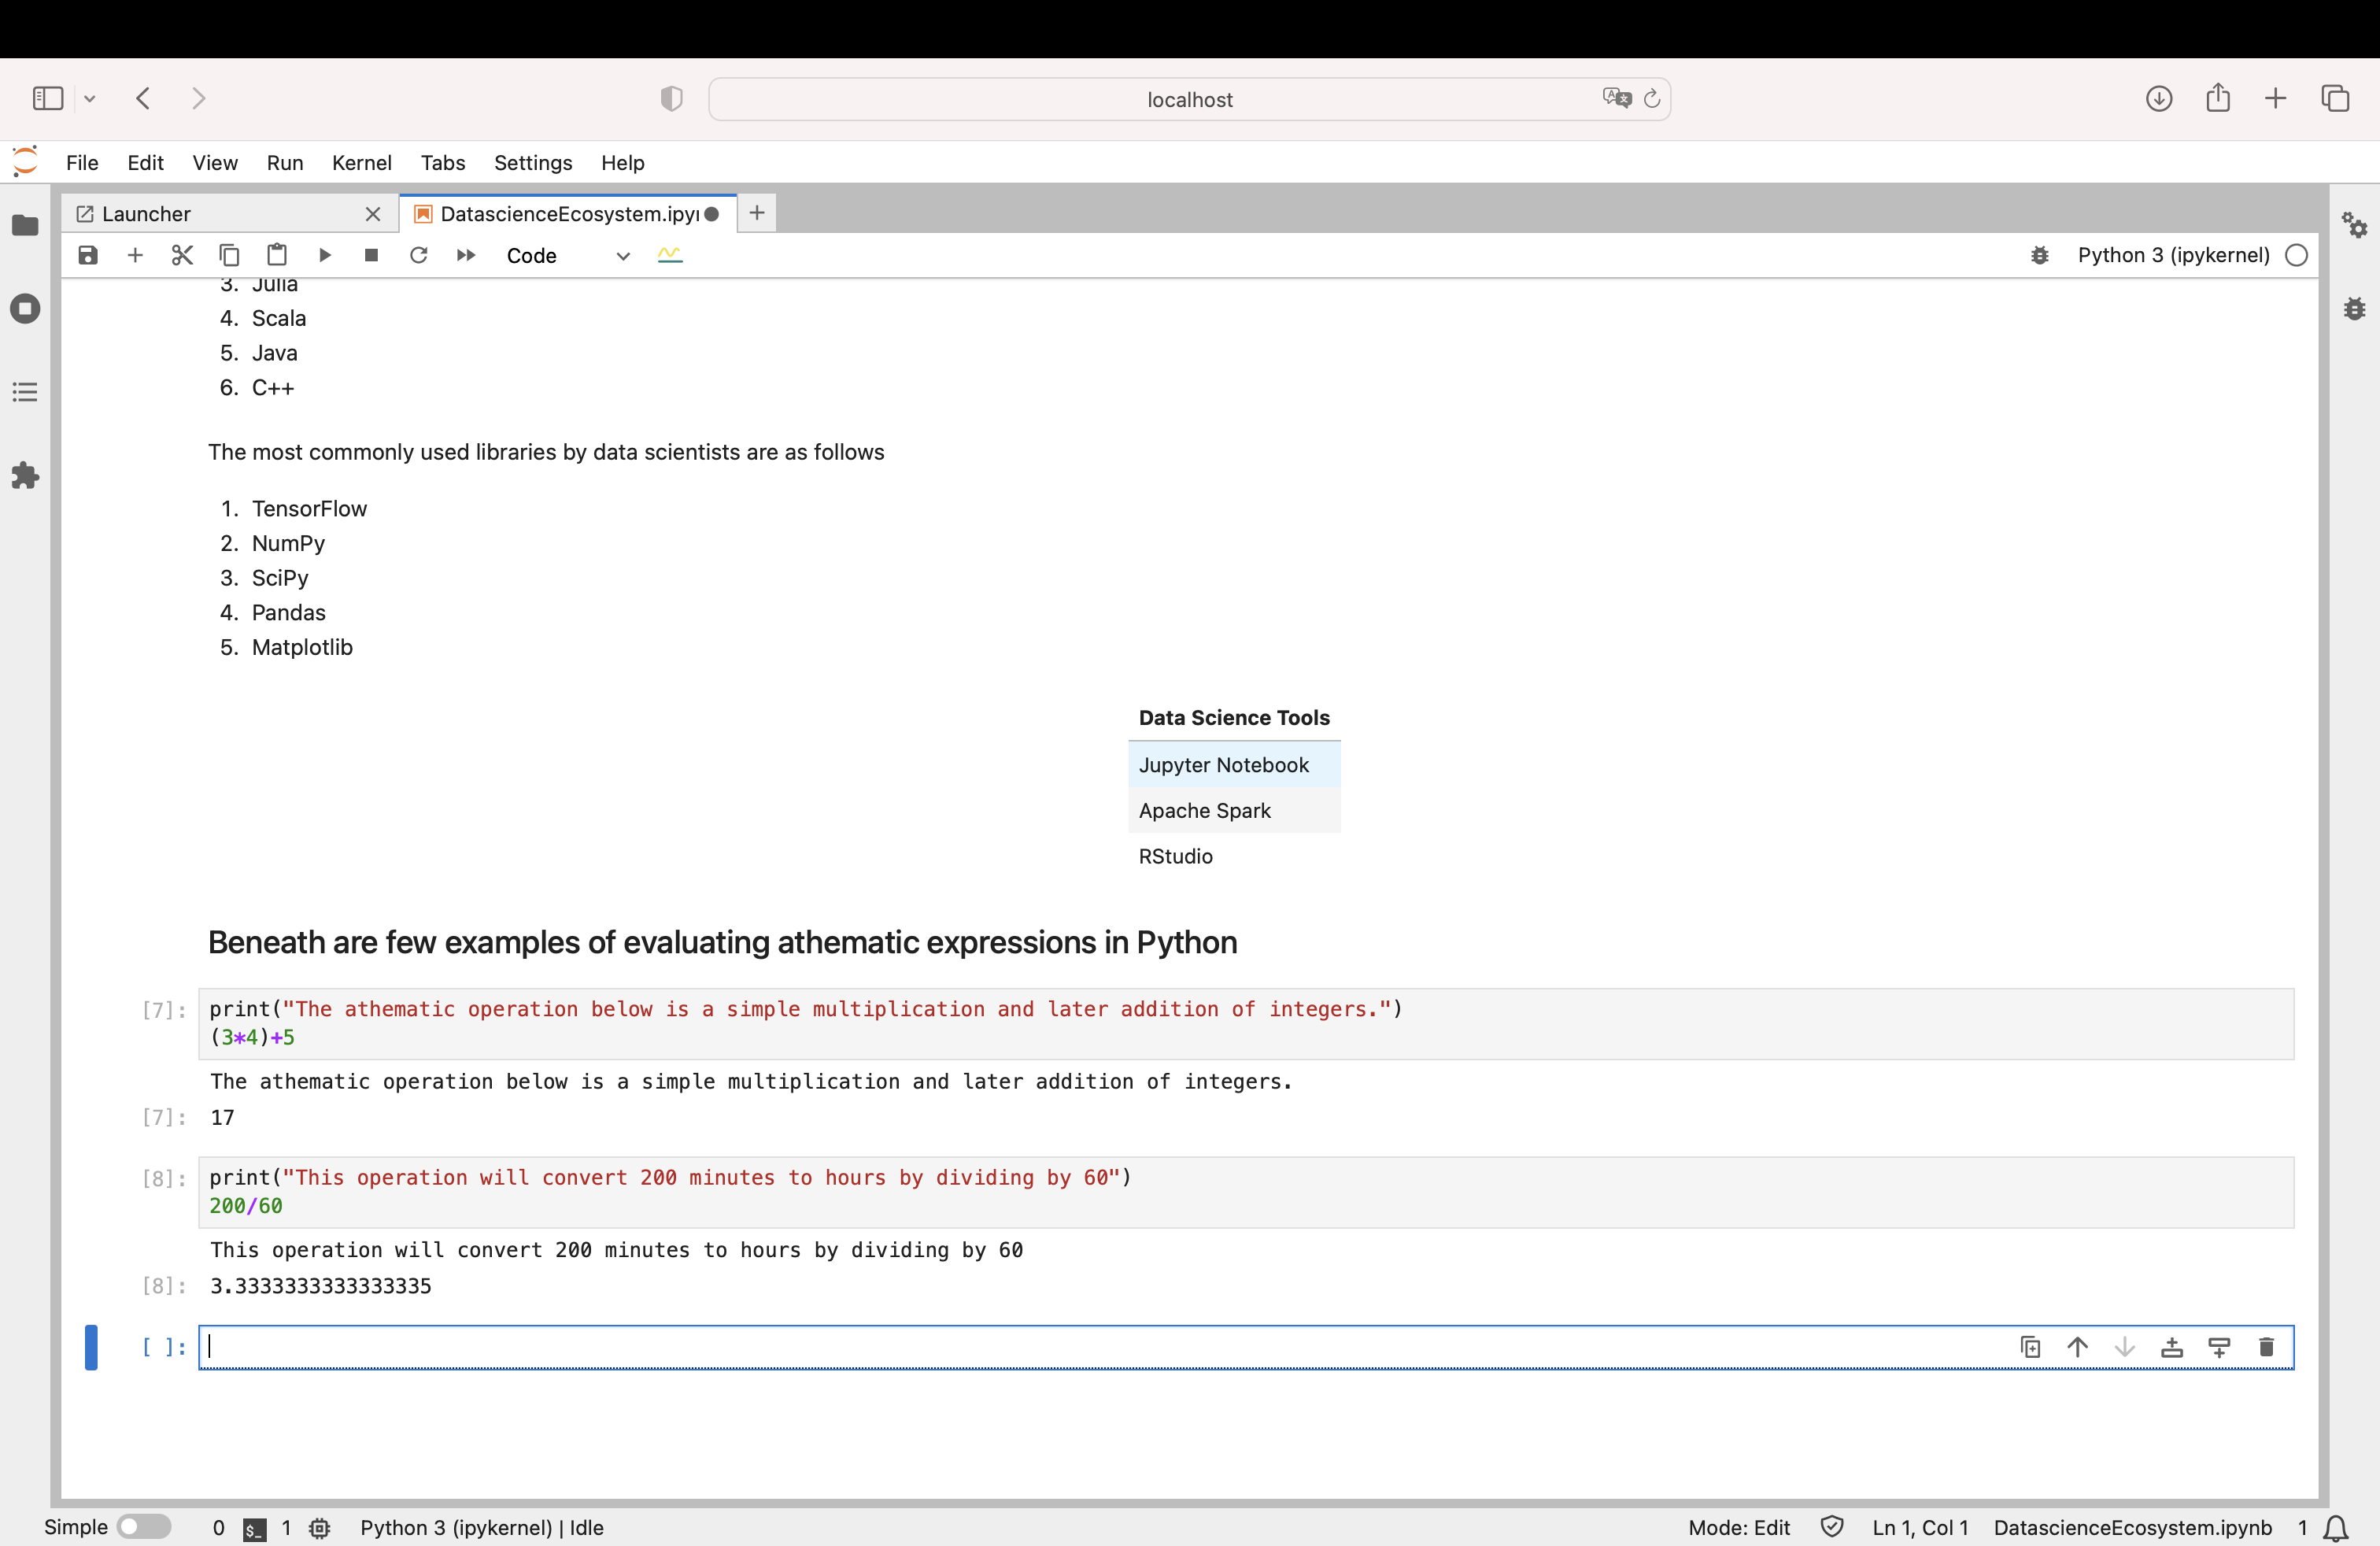 localhost
File Edit View Run Kernel Tabs Settings Help
Launcher DatascienceEcosystem.ipyn
Code Python 3 (ipykernel)
3. Julia
4. Scala
5. Java
6. C++
The most commonly used libraries by data scientists are as follows
1. TensorFlow
2. NumPy
3. SciPy
4. Pandas
5. Matplotlib
Data Science Tools
Jupyter Notebook
Apache Spark
RStudio
Beneath are few examples of evaluating athematic expressions in Python
[7]: print("The athematic operation below is a simple multiplication and later addition of integers.")
(3*4)+5
The athematic operation below is a simple multiplication and later addition of integers.
[7]: 17
[8]: print("This operation will convert 200 minutes to hours by dividing by 60")
200/60
This operation will convert 200 minutes to hours by dividing by 60
[8]: 3.3333333333333335
[ ]:
Simple 0 $_ 1 Python 3 (ipykernel) | Idle Mode: Edit Ln 1, Col 1 DatascienceEcosystem.ipynb 1